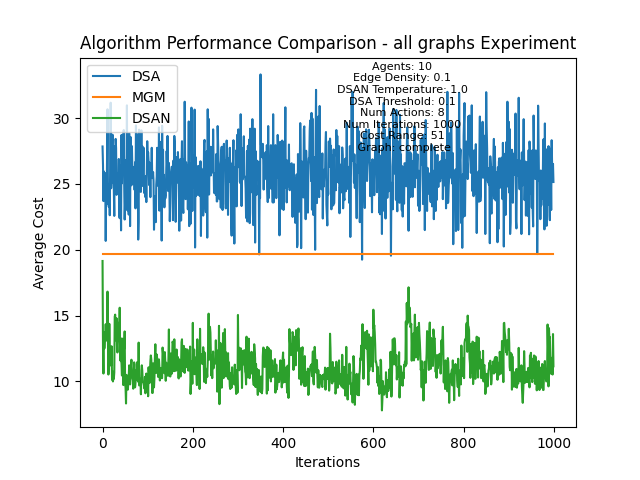 Algorithm Performance Comparison - all graphs Experiment
DSA
MGM
DSAN
Agents: 10
Edge Density: 0.1
DSAN Temperature: 1.0
DSA Threshold: 0.1
Num Actions: 8
Num Iterations: 1000
Cost Range: 51
Graph: complete
Average Cost
30
25
20
15
10
0
200
400
600
800
1000
Iterations